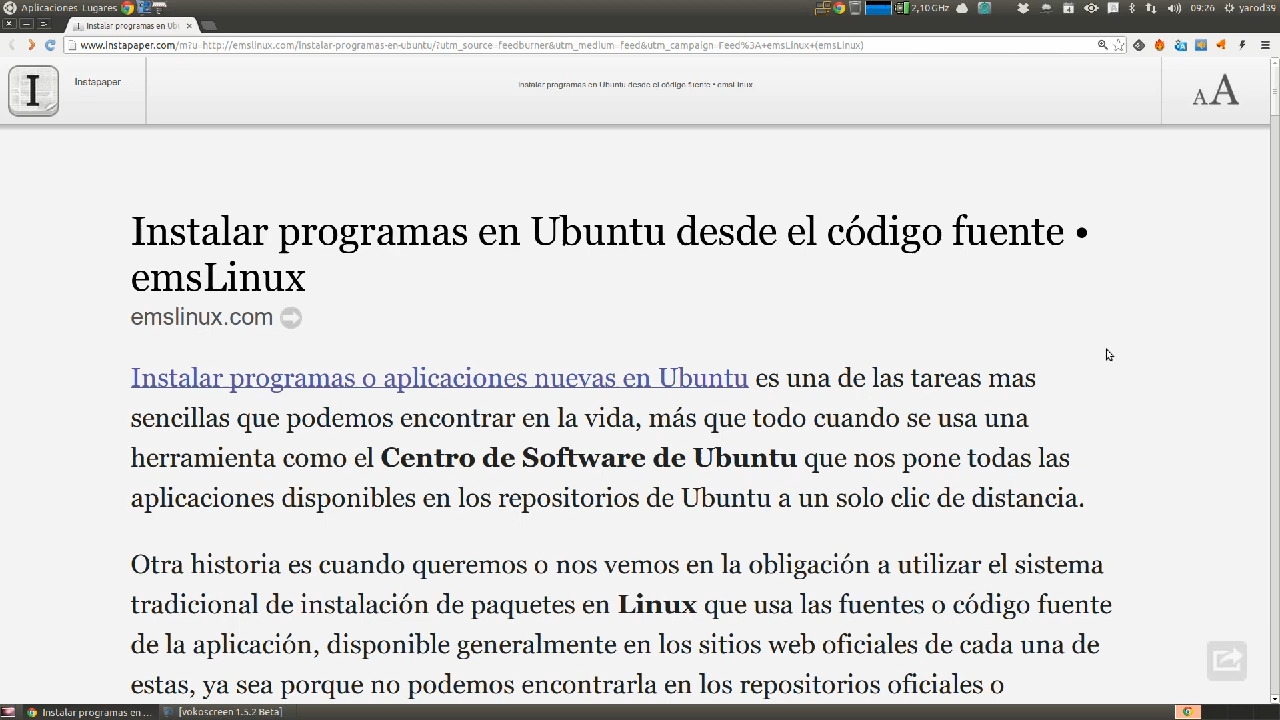 Aplicaciones Lugares
2,10 GHz
09:26
yarod39
Instalar programas en Ubu
www.instapaper.com/m?u=http://emslinux.com/instalar-programas-en-ubuntu/?utm_source=feedburner&utm_medium=feed&utm_campaign=Feed%3A+emsLinux+(emsLinux)
I
Instapaper
Instalar programas en Ubuntu desde el código fuente • emsLinux
AA
Instalar programas en Ubuntu desde el código fuente •
emsLinux
emslinux.com
Instalar programas o aplicaciones nuevas en Ubuntu es una de las tareas mas
sencillas que podemos encontrar en la vida, más que todo cuando se usa una
herramienta como el Centro de Software de Ubuntu que nos pone todas las
aplicaciones disponibles en los repositorios de Ubuntu a un solo clic de distancia.
Otra historia es cuando queremos o nos vemos en la obligación a utilizar el sistema
tradicional de instalación de paquetes en Linux que usa las fuentes o código fuente
de la aplicación, disponible generalmente en los sitios web oficiales de cada una de
estas, ya sea porque no podemos encontrarla en los repositorios oficiales o
Instalar programas en ...
[vokoscreen 1.5.2 Beta]